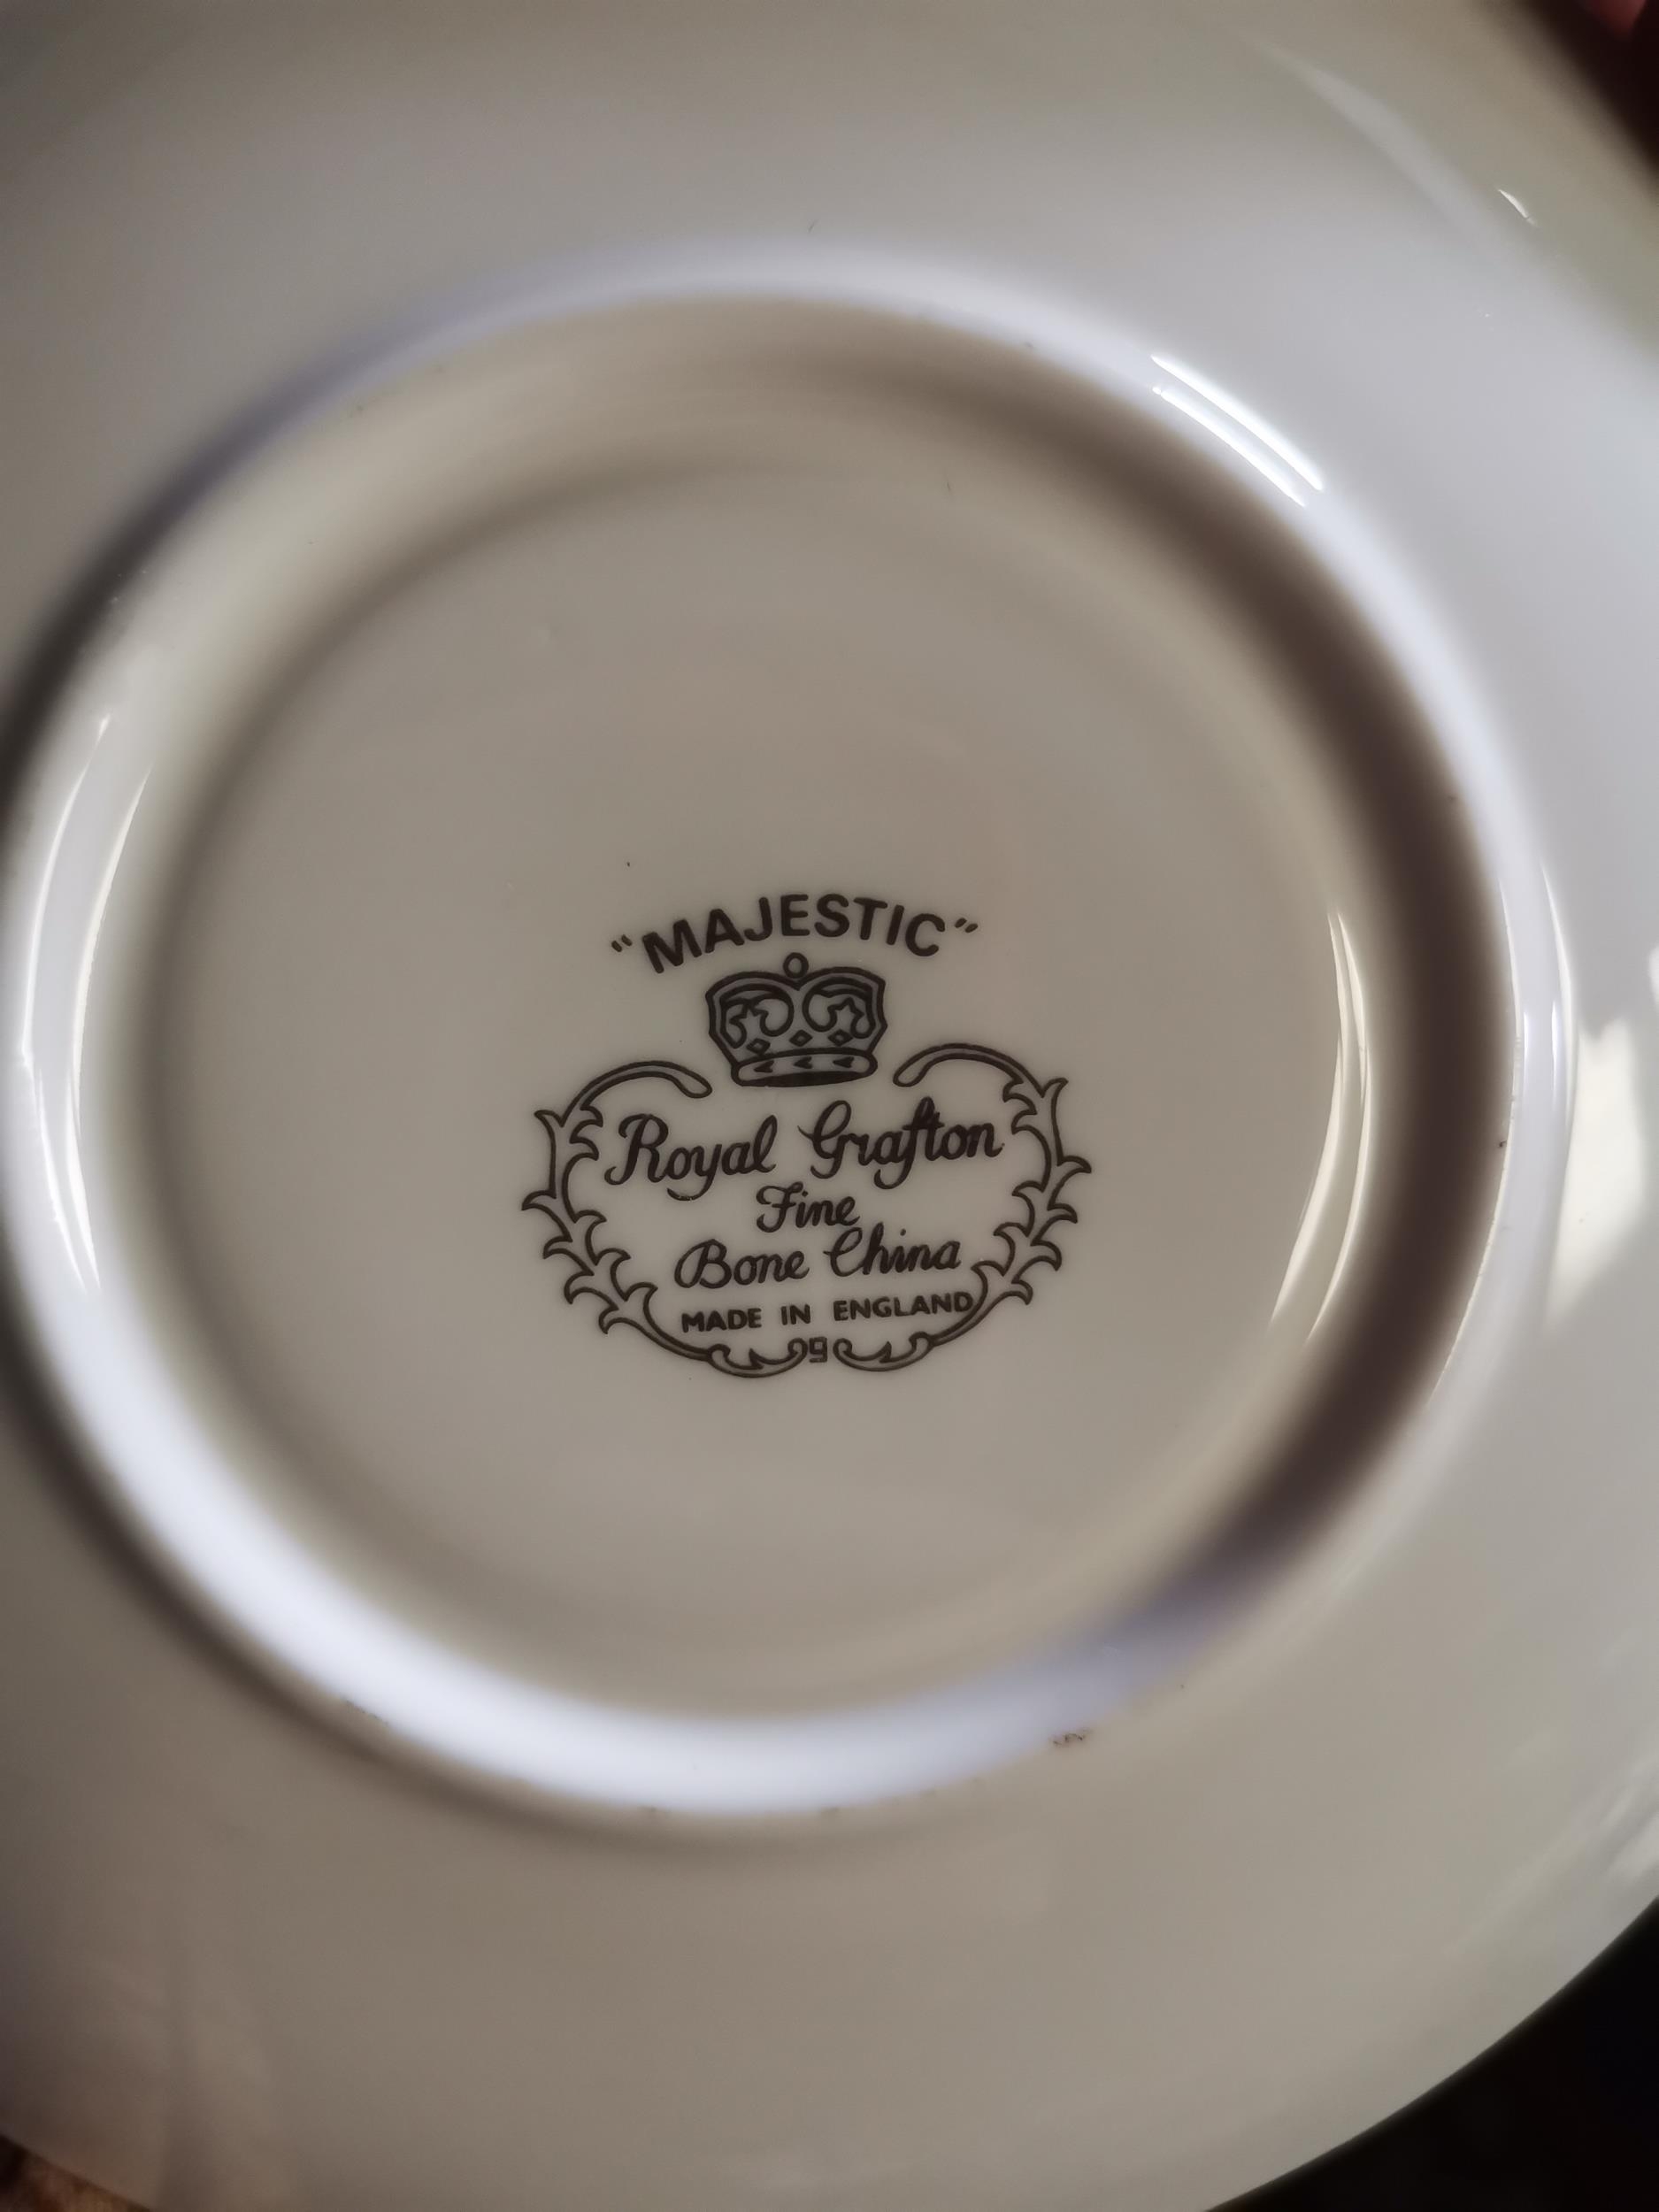 "MAJESTIC"
Royal Grafton
Fine
Bone China
MADE IN ENGLAND